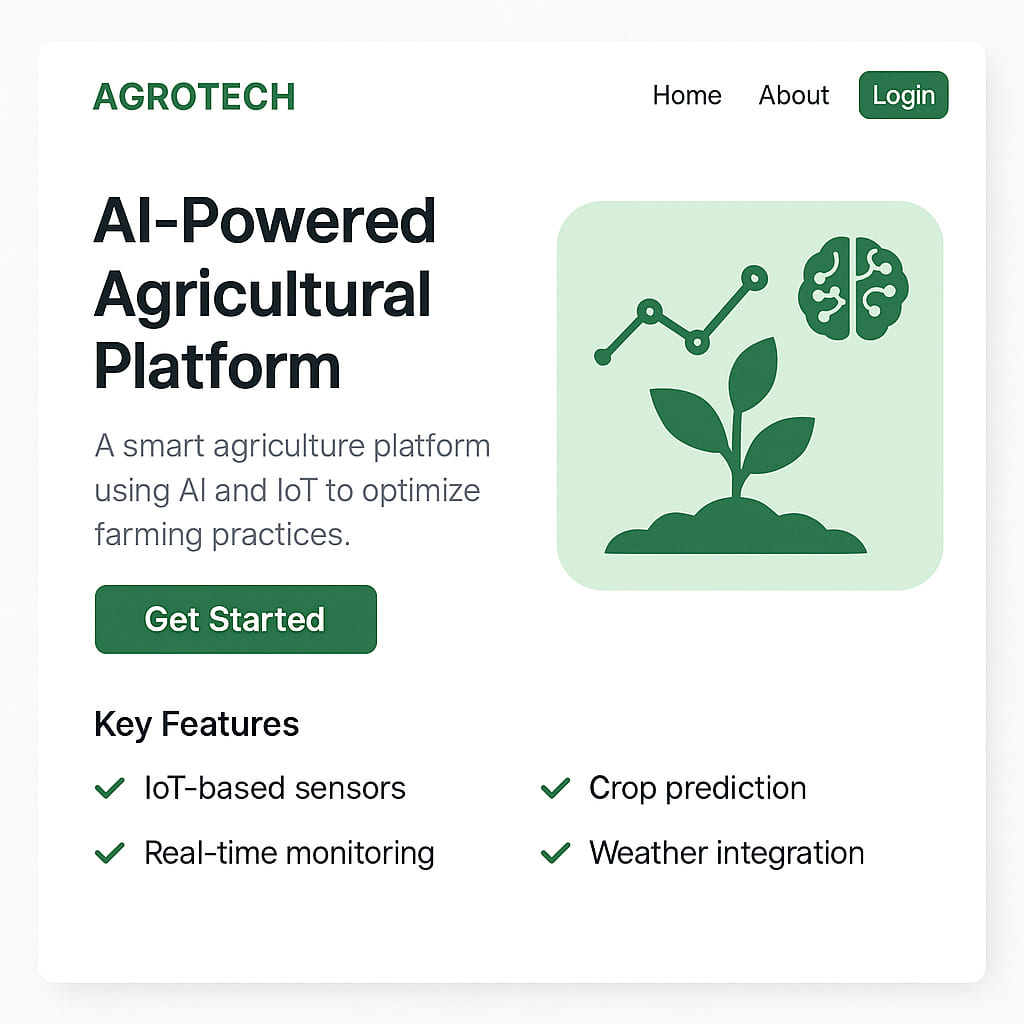 AGROTECH
Home
About
Login
AI-Powered
Agricultural
Platform
A smart agriculture platform
using AI and IoT to optimize
farming practices.
Get Started
Key Features
IoT-based sensors
Crop prediction
Real-time monitoring
Weather integration